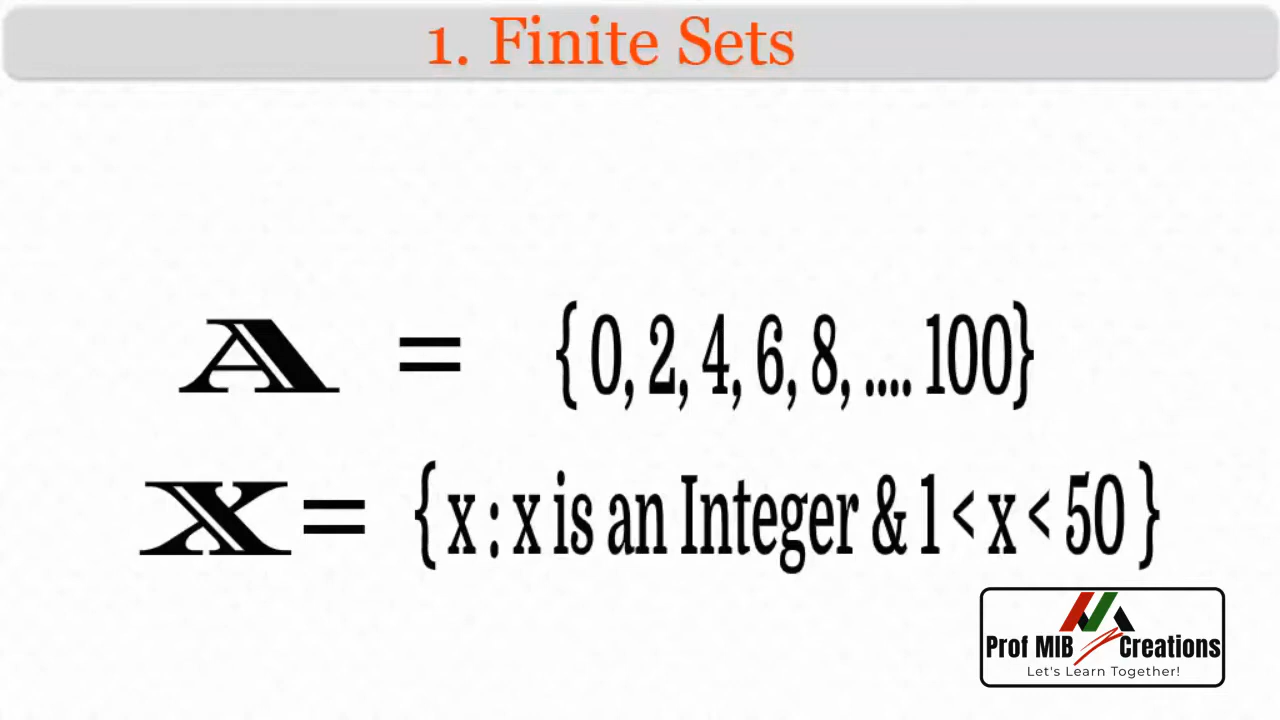 1. Finite Sets
A = { 0, 2, 4, 6, 8, .... 100}
X = { x : x is an Integer & 1 < x < 50 }
Prof MIB Creations
Let's Learn Together!